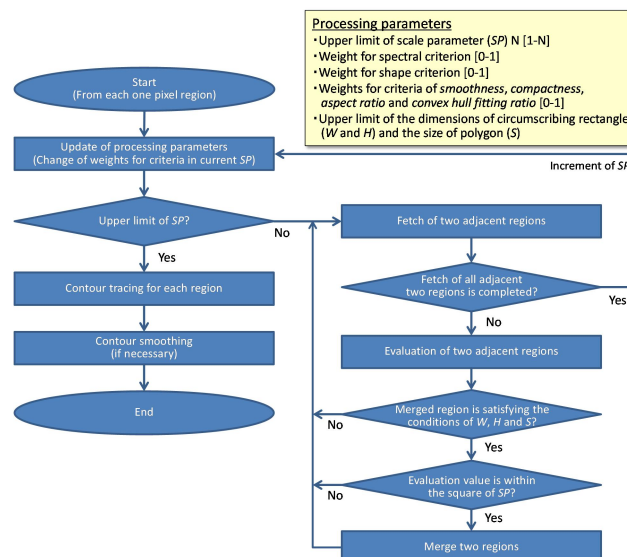 Processing parameters
・Upper limit of scale parameter (SP) N [1-N]
・Weight for spectral criterion [0-1]
・Weight for shape criterion [0-1]
・Weights for criteria of smoothness, compactness,
aspect ratio and convex hull fitting ratio [0-1]
・Upper limit of the dimensions of circumscribing rectangle
(W and H) and the size of polygon (S)
Start
(From each one pixel region)
Update of processing parameters
(Change of weights for criteria in current SP)
Increment of SP
Upper limit of SP?
No
Yes
Contour tracing for each region
Contour smoothing
(if necessary)
End
Fetch of two adjacent regions
Fetch of all adjacent
two regions is completed?
Yes
No
Evaluation of two adjacent regions
Merged region is satisfying the
conditions of W, H and S?
No
Yes
Evaluation value is within
the square of SP?
No
Yes
Merge two regions